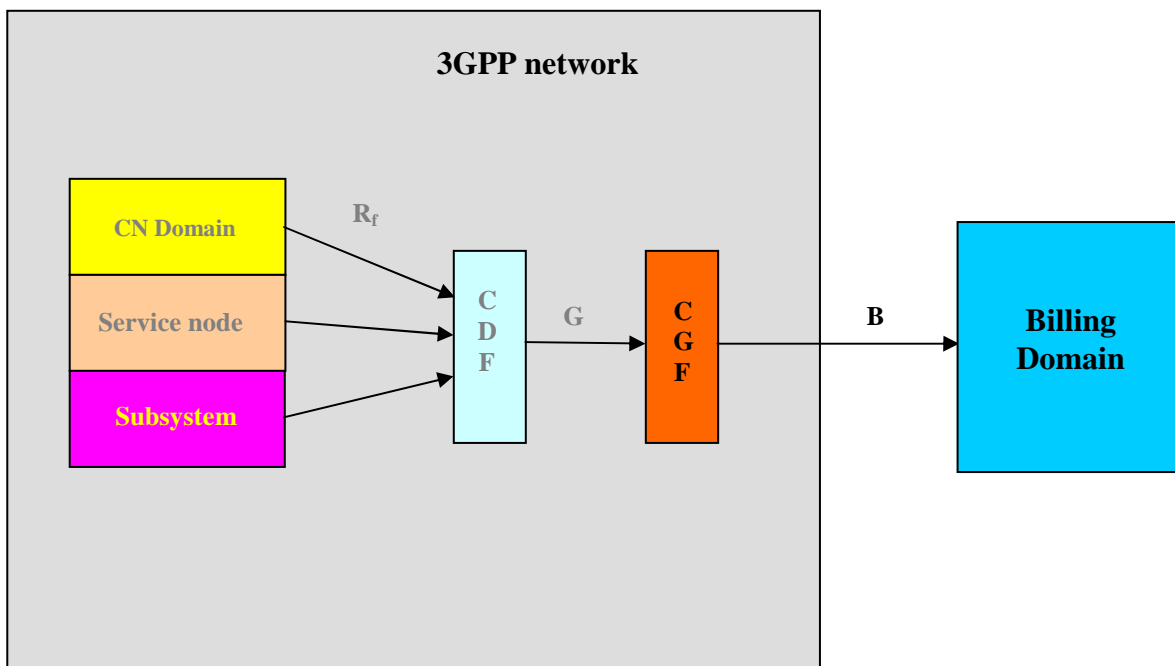 3GPP network
CN Domain
Service node
Subsystem
Rf
C
D
F
G
C
G
F
B
Billing
Domain